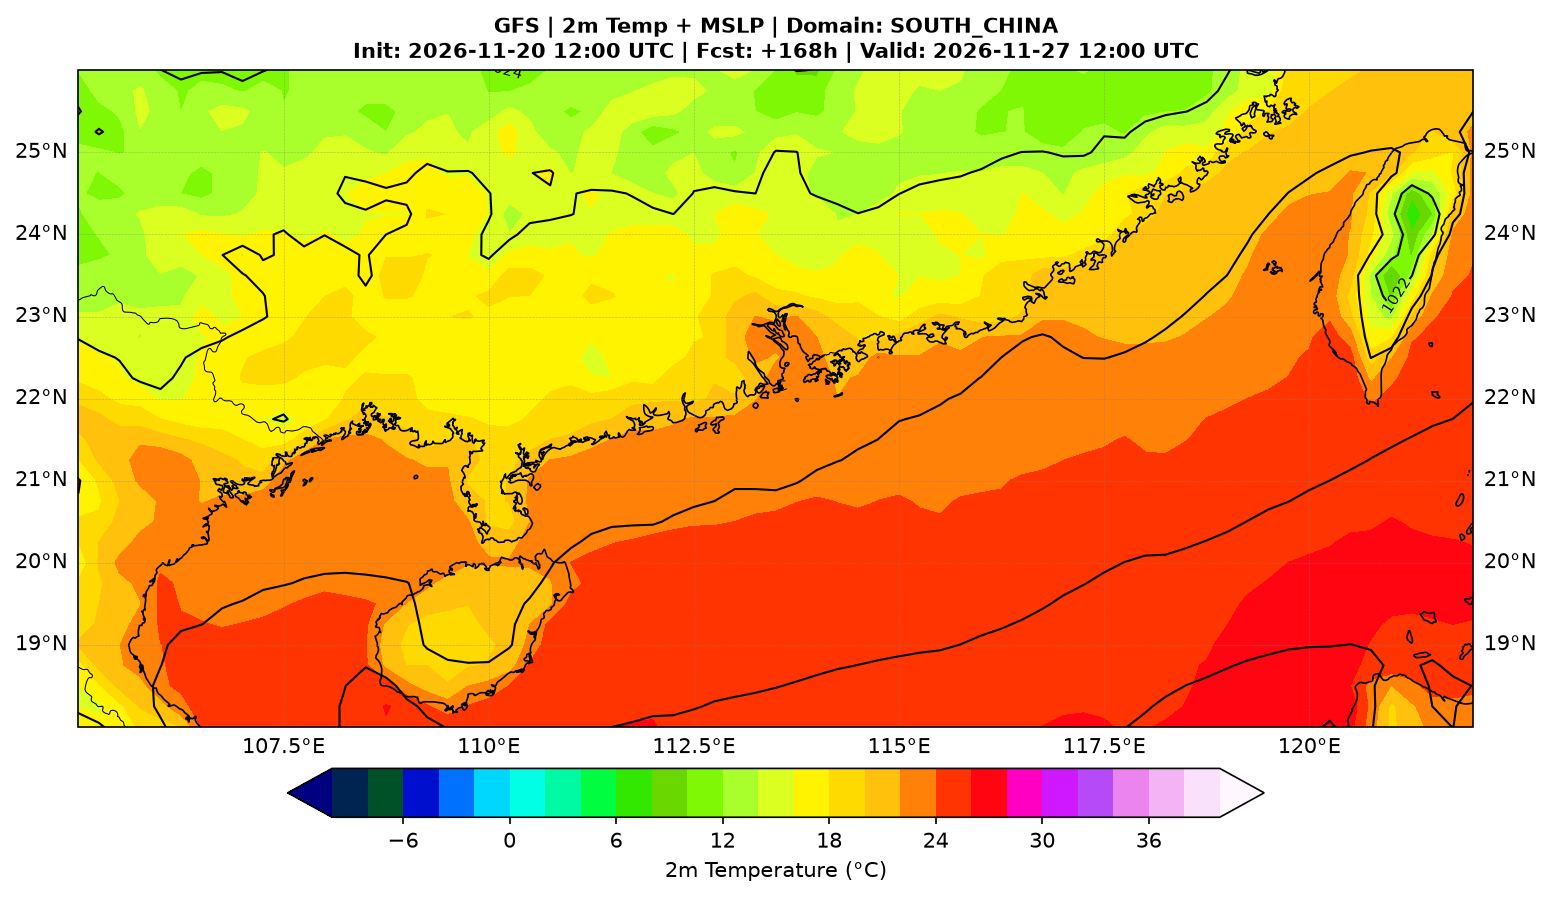 GFS | 2m Temp + MSLP | Domain: SOUTH_CHINA
Init: 2026-11-20 12:00 UTC | Fcst: +168h | Valid: 2026-11-27 12:00 UTC
25°N
24°N
23°N
22°N
21°N
20°N
19°N
1022
25°N
24°N
23°N
22°N
21°N
20°N
19°N
107.5°E 110°E 112.5°E 115°E 117.5°E 120°E
−6 0 6 12 18 24 30 36
2m Temperature (°C)